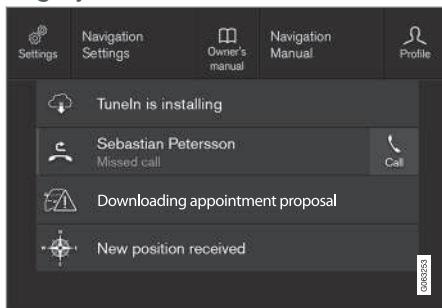 Settings
Navigation
Settings
Owner's
manual
Navigation
Manual
Profile
TuneIn is installing
Sebastian Petersson
Missed call
Call
Downloading appointment proposal
New position received
G063253